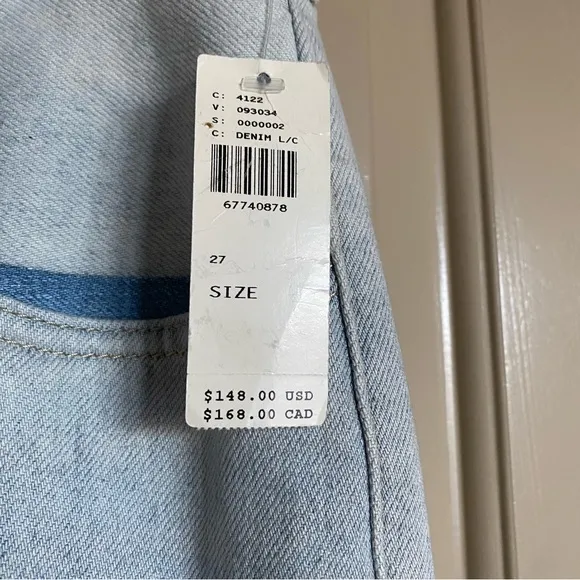 C: 4122
V: 093034
S: 0000002
C: DENIM L/C
67740878
27
SIZE
$148.00 USD
$168.00 CAD